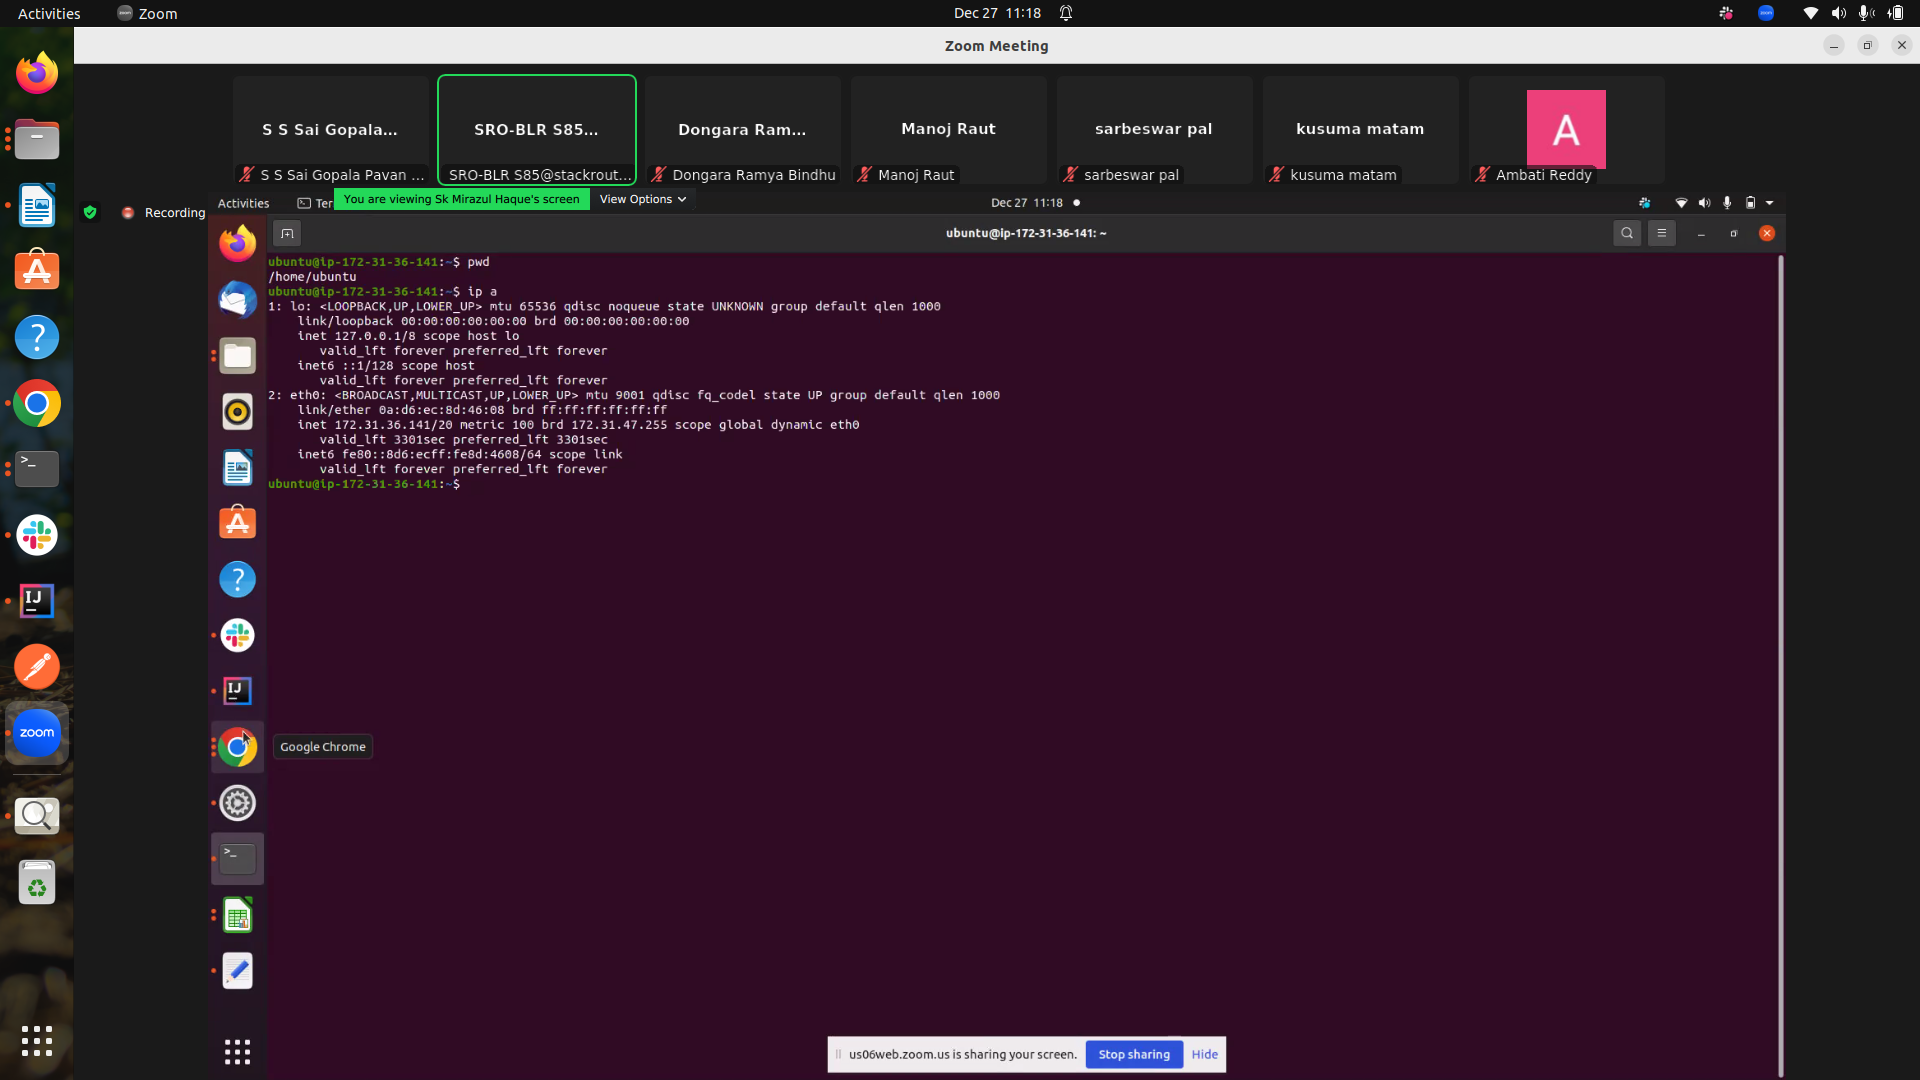 Activities
Zoom
Dec 27 11:18
Zoom Meeting
S S Sai Gopala...
SRO-BLR S85...
Dongara Ram...
Manoj Raut
sarbeswar pal
kusuma matam
A
S S Sai Gopala Pavan ...
SRO-BLR S85@stackrout...
Dongara Ramya Bindhu
Manoj Raut
sarbeswar pal
kusuma matam
Ambati Reddy
Recording
Activities
Ter
You are viewing Sk Mirazul Haque's screen
View Options
Dec 27 11:18
ubuntu@ip-172-31-36-141: ~
ubuntu@ip-172-31-36-141:~$ pwd
/home/ubuntu
ubuntu@ip-172-31-36-141:~$ ip a
1: lo: <LOOPBACK,UP,LOWER_UP> mtu 65536 qdisc noqueue state UNKNOWN group default qlen 1000
link/loopback 00:00:00:00:00:00 brd 00:00:00:00:00:00
inet 127.0.0.1/8 scope host lo
valid_lft forever preferred_lft forever
inet6 ::1/128 scope host
valid_lft forever preferred_lft forever
2: eth0: <BROADCAST,MULTICAST,UP,LOWER_UP> mtu 9001 qdisc fq_codel state UP group default qlen 1000
link/ether 0a:d6:ec:8d:46:08 brd ff:ff:ff:ff:ff:ff
inet 172.31.36.141/20 metric 100 brd 172.31.47.255 scope global dynamic eth0
valid_lft 3301sec preferred_lft 3301sec
inet6 fe80::8d6:ecff:fe8d:4608/64 scope link
valid_lft forever preferred_lft forever
ubuntu@ip-172-31-36-141:~$
IJ
IJ
zoom
Google Chrome
us06web.zoom.us is sharing your screen.
Stop sharing
Hide